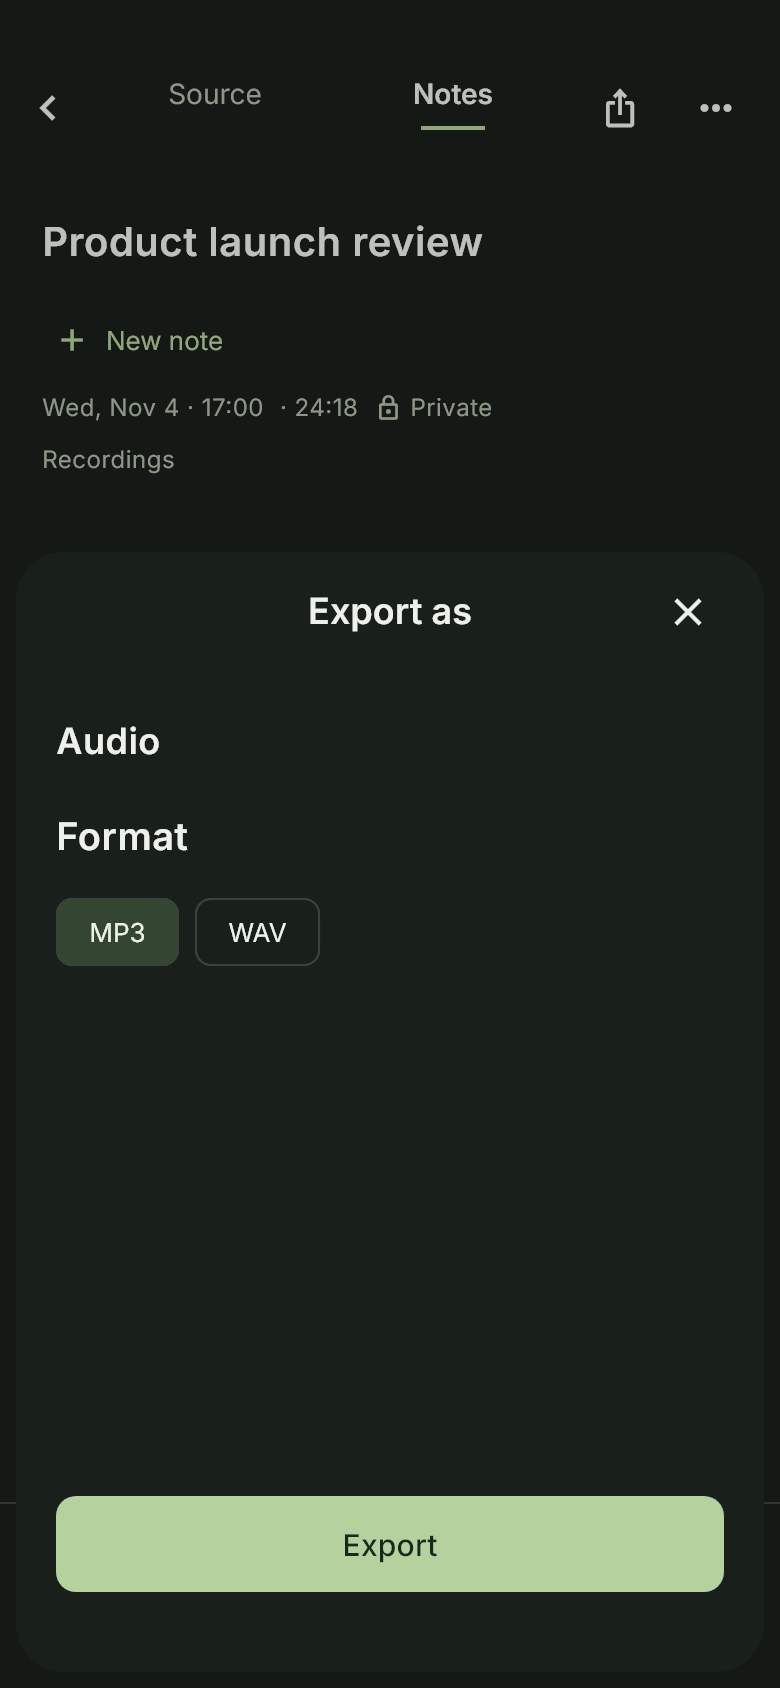 Source Notes
Product launch review
+ New note
Wed, Nov 4 · 17:00 · 24:18 Private
Recordings
Export as
Audio
Format
MP3 WAV
Export